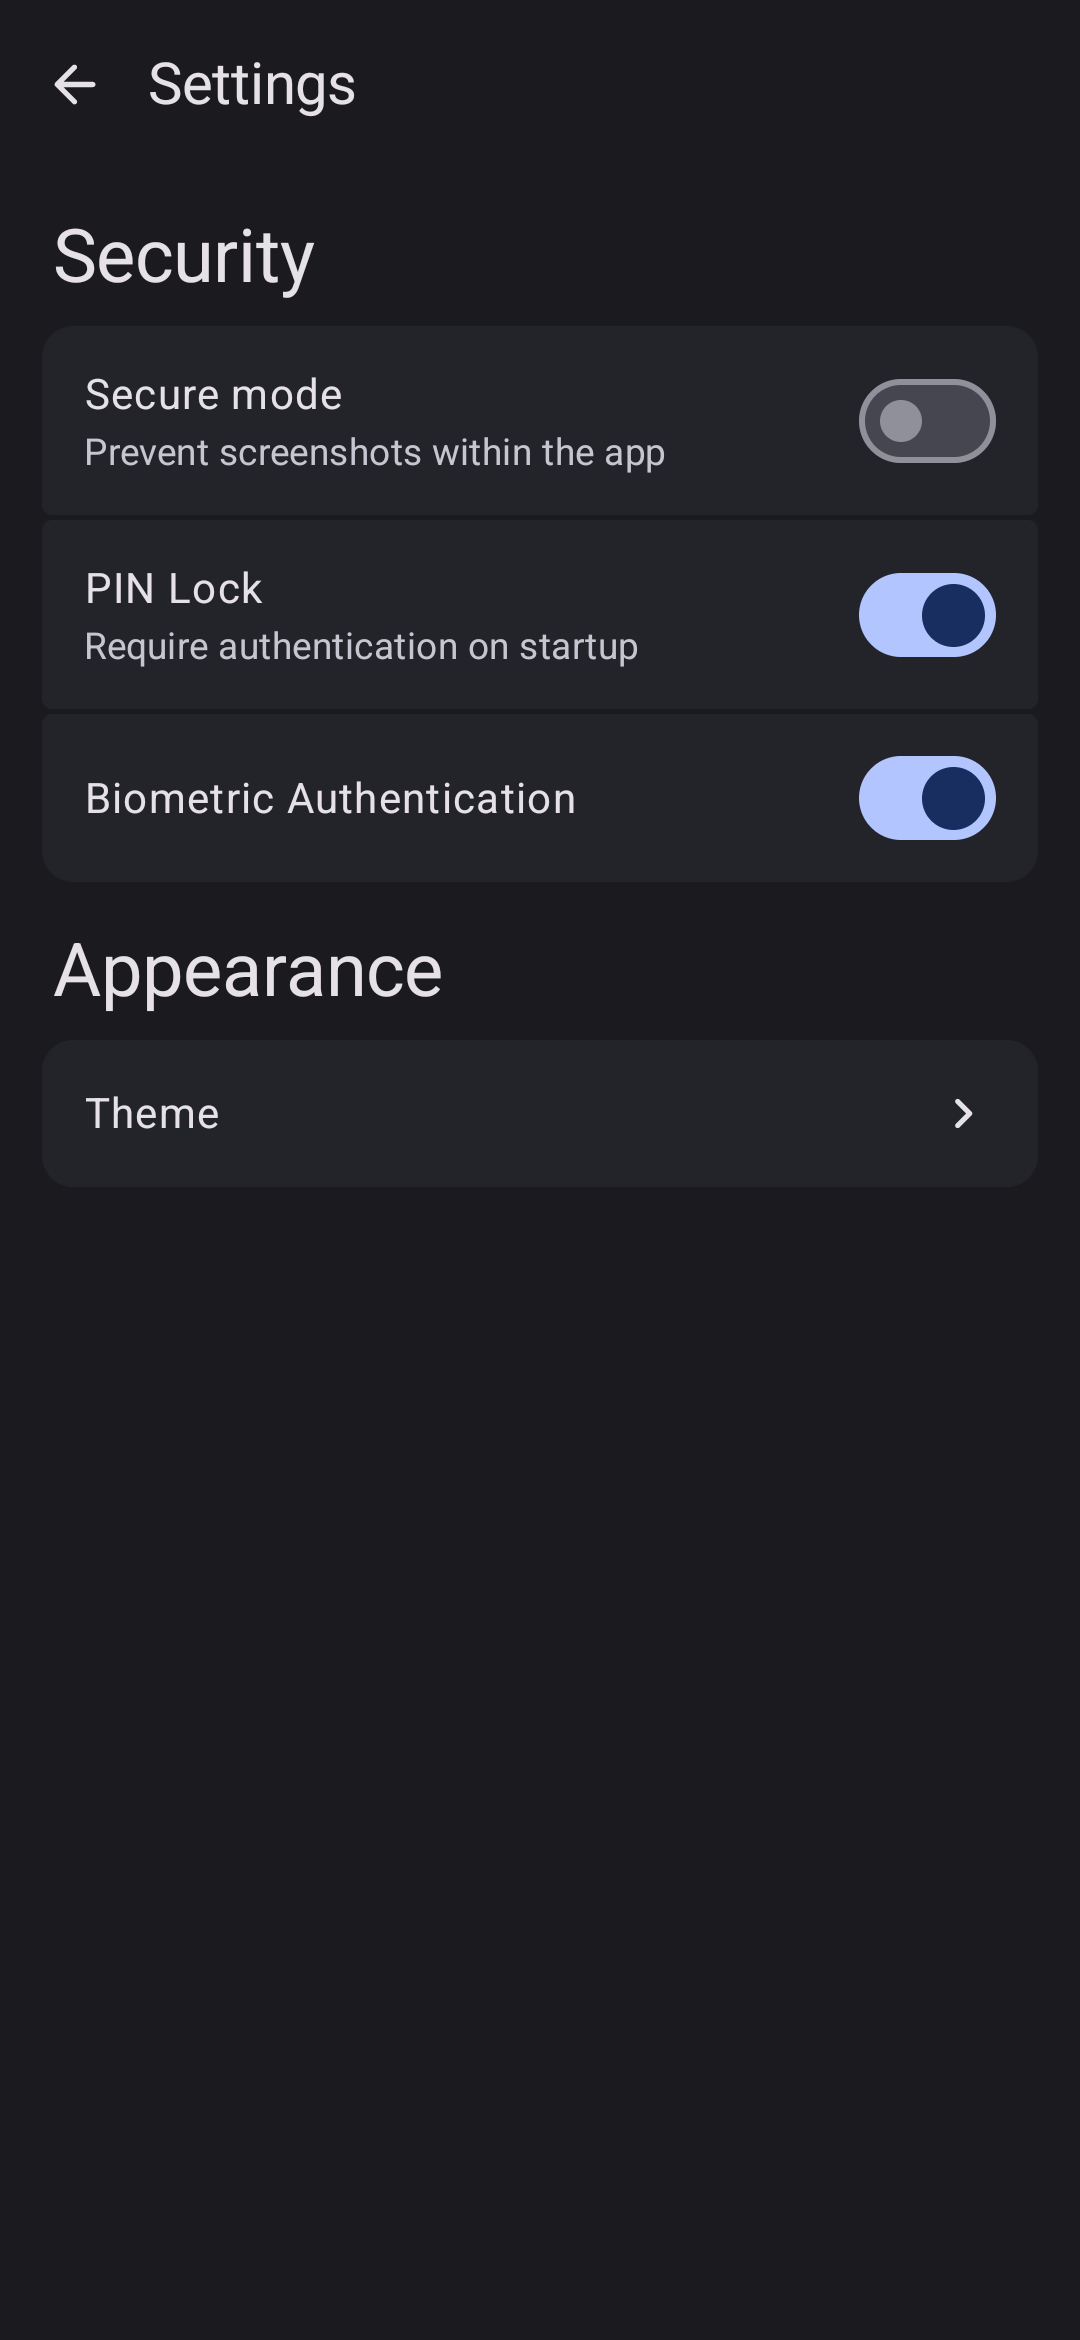 Settings
Security
Secure mode
Prevent screenshots within the app
PIN Lock
Require authentication on startup
Biometric Authentication
Appearance
Theme